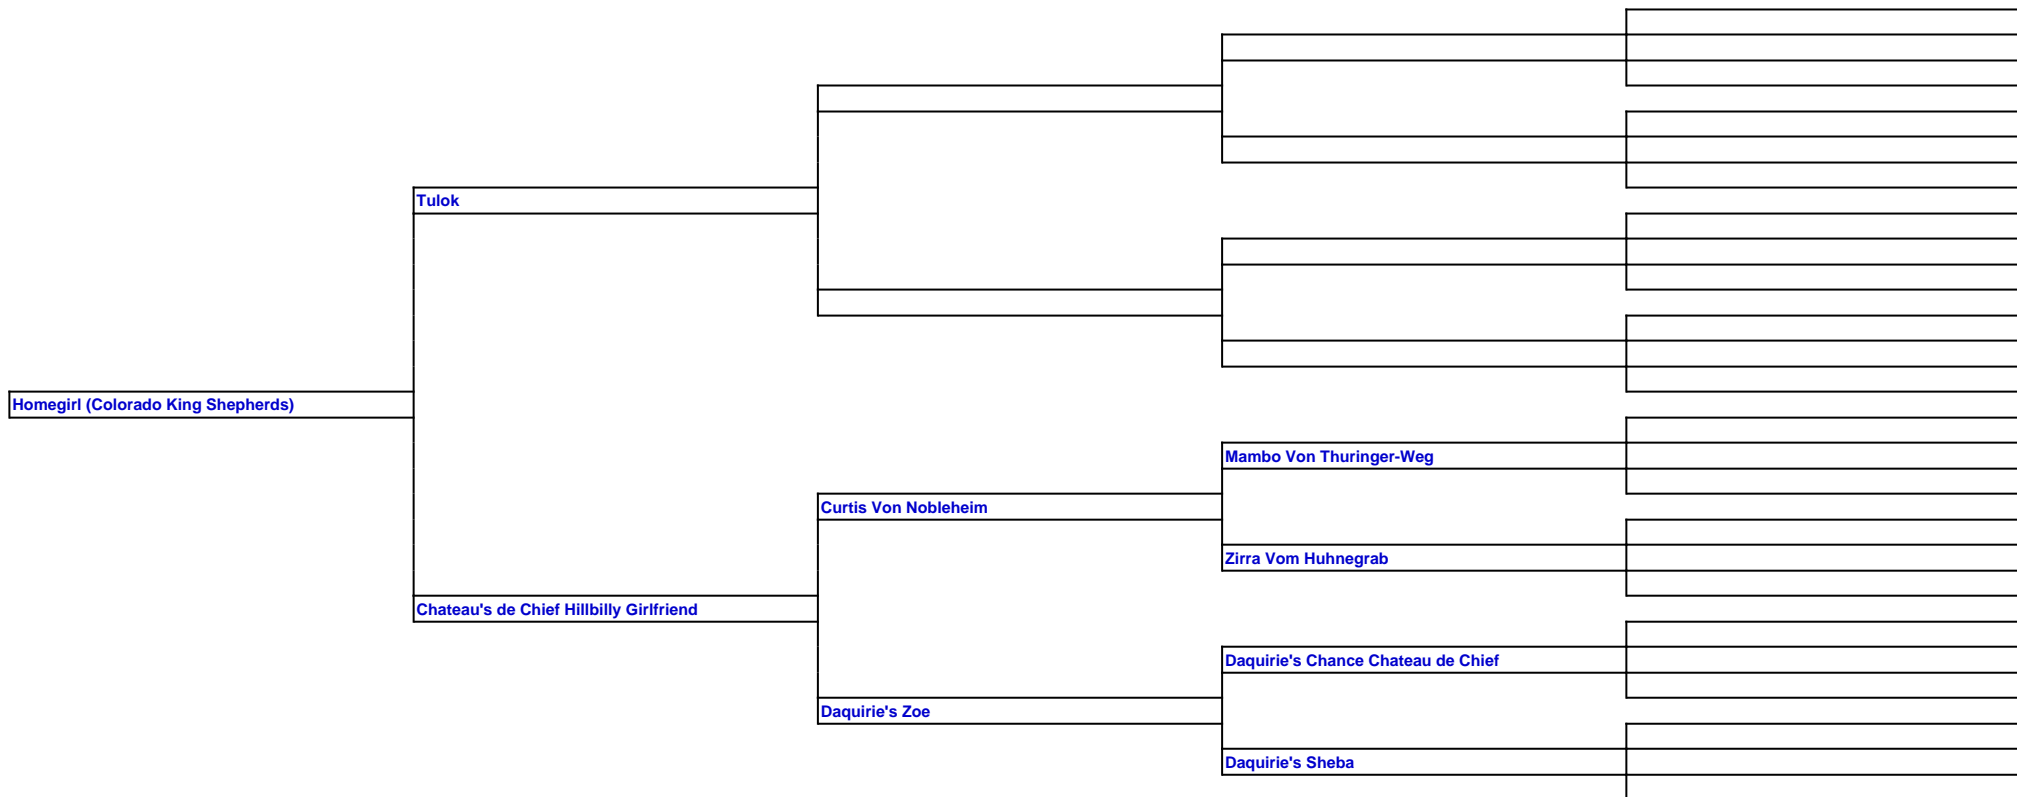 Tulok
Homegirl (Colorado King Shepherds)
Mambo Von Thuringer-Weg
Curtis Von Nobleheim
Zirra Vom Huhnegrab
Chateau's de Chief Hillbilly Girlfriend
Daquirie's Chance Chateau de Chief
Daquirie's Zoe
Daquirie's Sheba